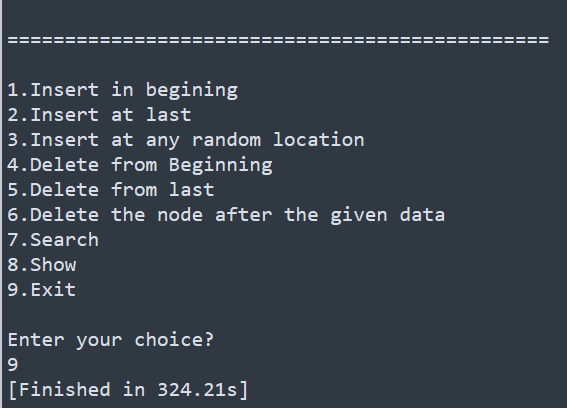 ===============================================
1.Insert in begining
2.Insert at last
3.Insert at any random location
4.Delete from Beginning
5.Delete from last
6.Delete the node after the given data
7.Search
8.Show
9.Exit
Enter your choice?
9
[Finished in 324.21s]